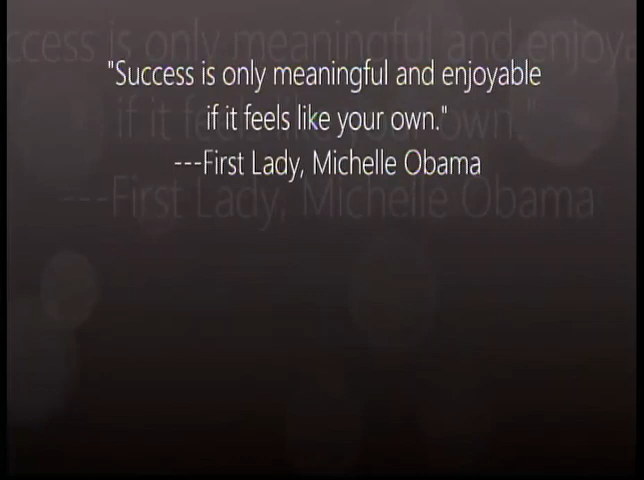 "Success is only meaningful and enjoyable
if it feels like your own."
---First Lady, Michelle Obama